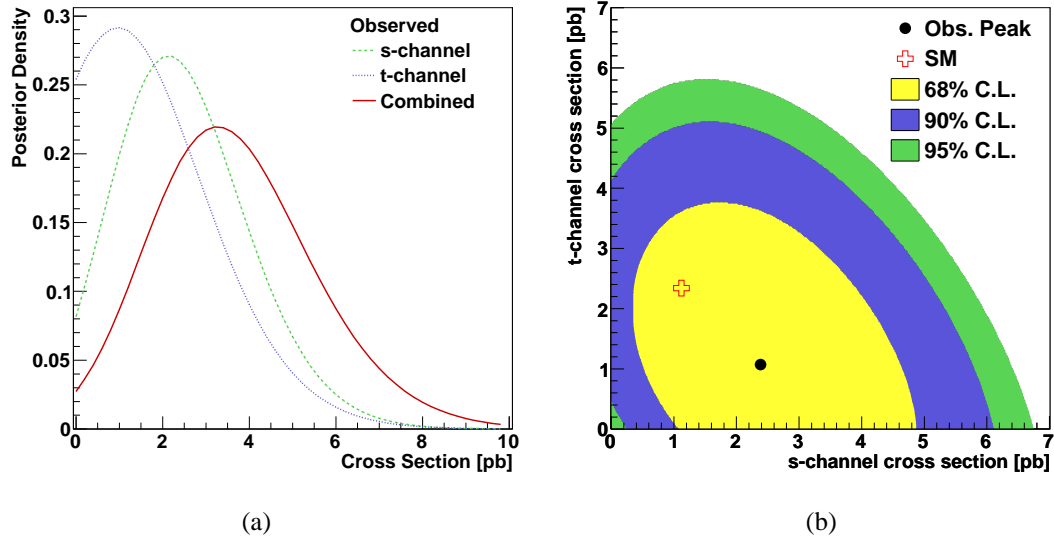 Posterior Density
0.3
0.25
0.2
0.15
0.1
0.05
0
0 2 4 6 8 10
Cross Section [pb]
Observed
s-channel
t-channel
Combined
(a)
t-channel cross section [pb]
7
6
5
4
3
2
1
0
0 1 2 3 4 5 6 7
s-channel cross section [pb]
Obs. Peak
SM
68% C.L.
90% C.L.
95% C.L.
(b)